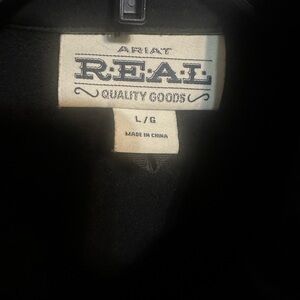 ARIAT
R·E·A·L
QUALITY GOODS
L/G
MADE IN CHINA